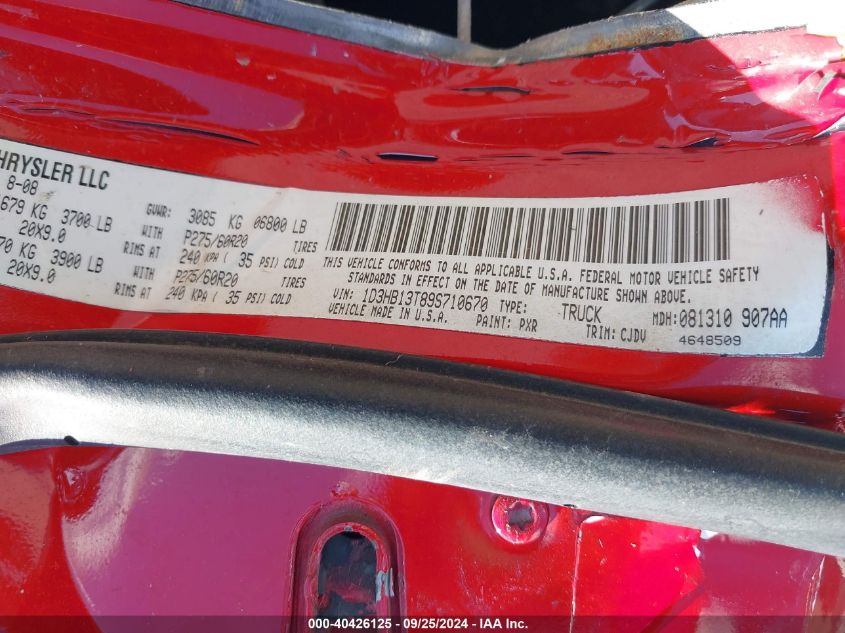 HRYSLER LLC
8-08
679 KG 3700 LB
20X9.0
70 KG 3900 LB
20X9.0
GVWR: 3085 KG 06800 LB
WITH P275/60R20 TIRES
RIMS AT 240 KPA ( 35 PSI) COLD
WITH P275/60R20 TIRES
RIMS AT 240 KPA ( 35 PSI) COLD
THIS VEHICLE CONFORMS TO ALL APPLICABLE U.S.A. FEDERAL MOTOR VEHICLE SAFETY
STANDARDS IN EFFECT ON THE DATE OF MANUFACTURE SHOWN ABOVE.
VIN: 1D3HB13T89S710670 TYPE: TRUCK MDH:081310 907AA
VEHICLE MADE IN U.S.A. PAINT: PXR TRIM: CJDV 4648509
000-40426125 - 09/25/2024 - IAA Inc.